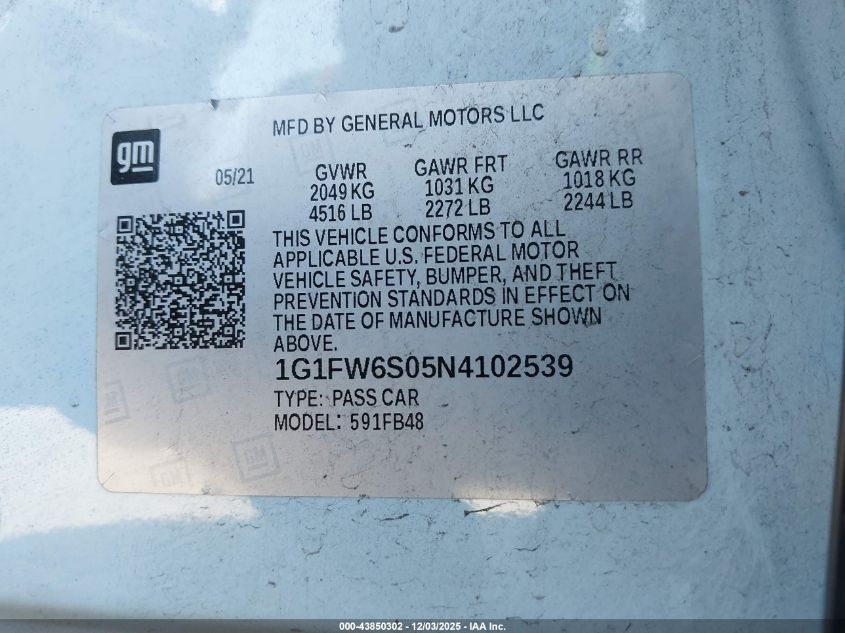 MFD BY GENERAL MOTORS LLC
gm
05/21
GVWR GAWR FRT GAWR RR
2049 KG 1031 KG 1018 KG
4516 LB 2272 LB 2244 LB
THIS VEHICLE CONFORMS TO ALL
APPLICABLE U.S. FEDERAL MOTOR
VEHICLE SAFETY, BUMPER, AND THEFT
PREVENTION STANDARDS IN EFFECT ON
THE DATE OF MANUFACTURE SHOWN
ABOVE.
1G1FW6S05N4102539
TYPE: PASS CAR
MODEL: 591FB48
000-43850302 - 12/03/2025 - IAA Inc.